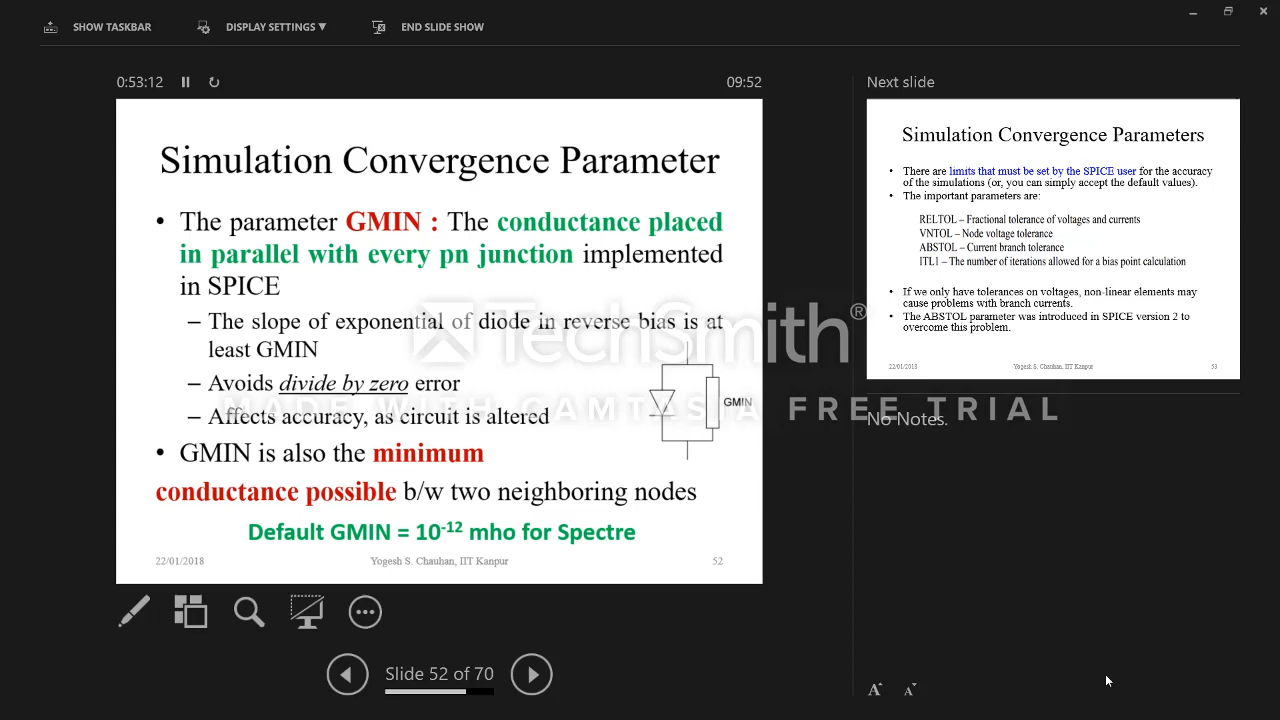 SHOW TASKBAR DISPLAY SETTINGS ▼ END SLIDE SHOW
0:53:12 09:52
Simulation Convergence Parameter
• The parameter GMIN : The conductance placed
in parallel with every pn junction implemented
in SPICE
– The slope of exponential of diode in reverse bias is at
least GMIN
– Avoids divide by zero error
– Affects accuracy, as circuit is altered
GMIN
• GMIN is also the minimum
conductance possible b/w two neighboring nodes
Default GMIN = 10⁻¹² mho for Spectre
22/01/2018 Yogesh S. Chauhan, IIT Kanpur 52
TechSmith®
MADE WITH CAMTASIA FREE TRIAL
Slide 52 of 70
Next slide
Simulation Convergence Parameters
• There are limits that must be set by the SPICE user for the accuracy
of the simulations (or, you can simply accept the default values).
• The important parameters are:
RELTOL – Fractional tolerance of voltages and currents
VNTOL – Node voltage tolerance
ABSTOL – Current branch tolerance
ITL1 – The number of iterations allowed for a bias point calculation
• If we only have tolerances on voltages, non-linear elements may
cause problems with branch currents.
• The ABSTOL parameter was introduced in SPICE version 2 to
overcome this problem.
22/01/2018 Yogesh S. Chauhan, IIT Kanpur 53
No Notes.
A A